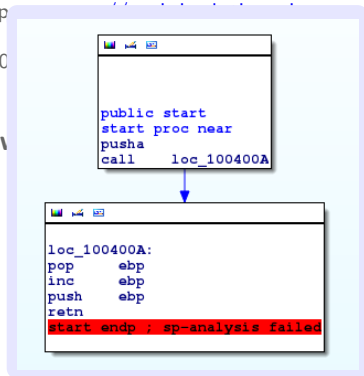 public start
start proc near
pusha
call    loc_100400A
loc_100400A:
pop     ebp
inc     ebp
push    ebp
retn
start endp ; sp-analysis failed